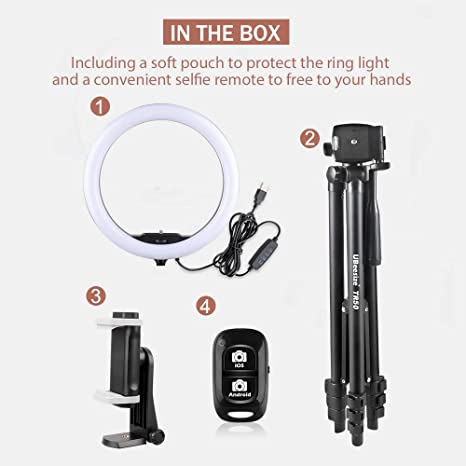 IN THE BOX
Including a soft pouch to protect the ring light
and a convenient selfie remote to free to your hands
1
2
UBeesize TR50
3
4
iOS
Android